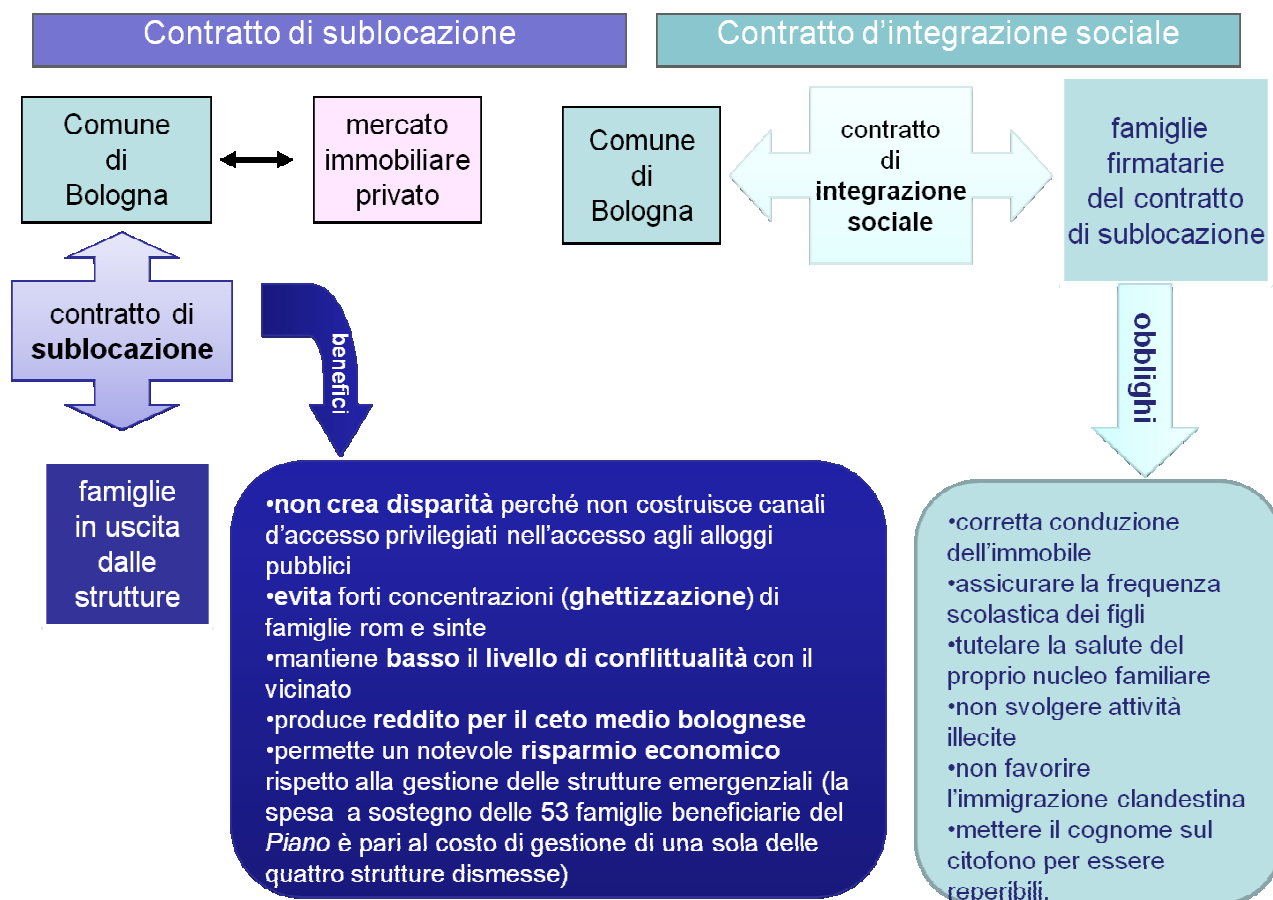 Contratto di sublocazione
Contratto d'integrazione sociale
Comune
di
Bologna
mercato
immobiliare
privato
contratto di
sublocazione
benefici
famiglie
in uscita
dalle
strutture
•non crea disparità perché non costruisce canali
d'accesso privilegiati nell'accesso agli alloggi
pubblici
•evita forti concentrazioni (ghettizzazione) di
famiglie rom e sinte
•mantiene basso il livello di conflittualità con il
vicinato
•produce reddito per il ceto medio bolognese
•permette un notevole risparmio economico
rispetto alla gestione delle strutture emergenziali (la
spesa a sostegno delle 53 famiglie beneficiarie del
Piano è pari al costo di gestione di una sola delle
quattro strutture dismesse)
Comune
di
Bologna
contratto
di
integrazione
sociale
famiglie
firmatarie
del contratto
di sublocazione
obblighi
•corretta conduzione
dell'immobile
•assicurare la frequenza
scolastica dei figli
•tutelare la salute del
proprio nucleo familiare
•non svolgere attività
illecite
•non favorire
l'immigrazione clandestina
•mettere il cognome sul
citofono per essere
reperibili.